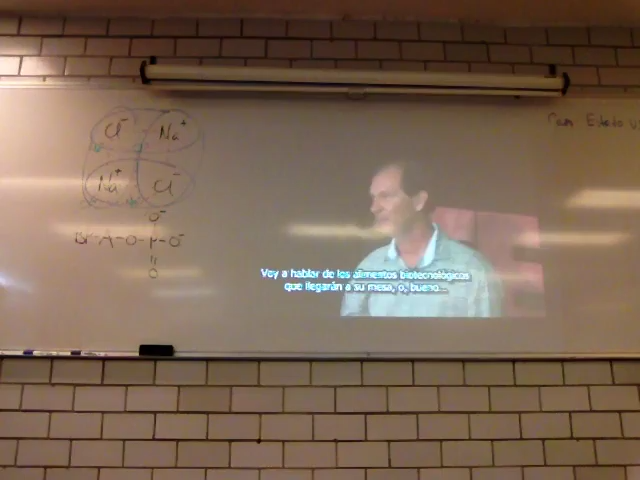 Cl⁻ Na⁺
Na⁺ Cl⁻
O⁻
-A-O-P-O⁻
O
Voy a hablar de los alimentos biotecnológicos
que llegarán a su mesa, o, bueno...